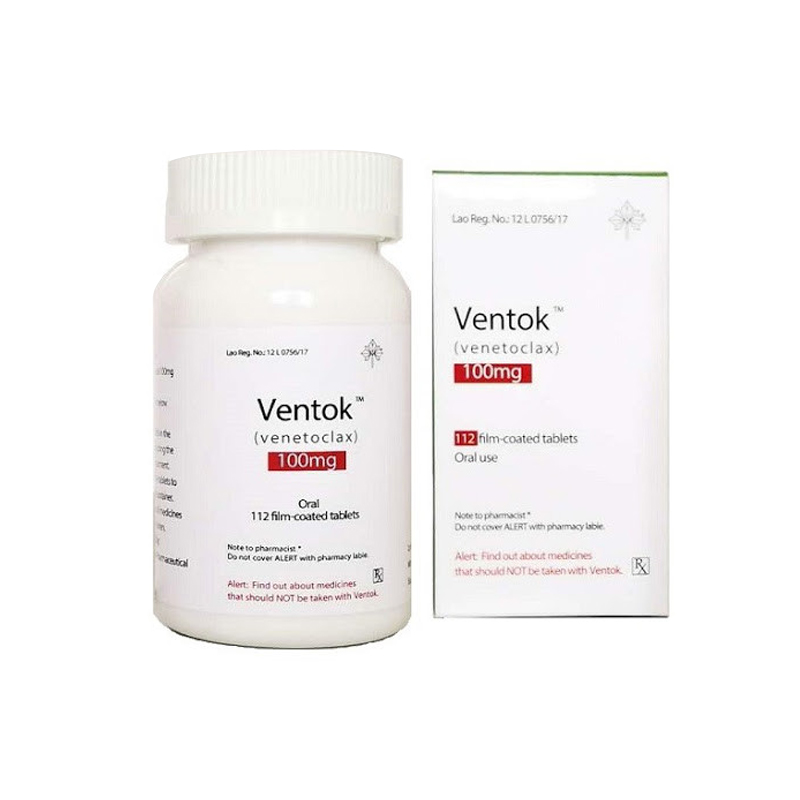 Lao Reg. No.: 12 L 0756/17
Ventok™
(venetoclax)
100mg
Oral
112 film-coated tablets
Note to pharmacist *
Do not cover ALERT with pharmacy lable.
Alert: Find out about medicines
that should NOT be taken with Ventok.
Rx
Lao Reg. No.: 12 L 0756/17
Ventok™
(venetoclax)
100mg
112 film-coated tablets
Oral use
Note to pharmacist *
Do not cover ALERT with pharmacy lable.
Alert: Find out about medicines
that should NOT be taken with Ventok.
Rx